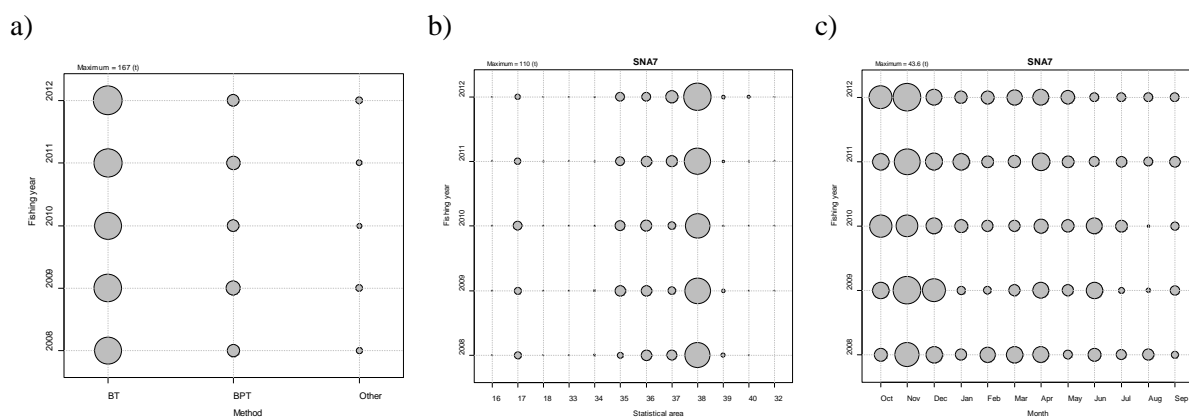 a)
Maximum = 167 (t)
Fishing year
2012
2011
2010
2009
2008
BT BPT Other
Method
b)
SNA7
Maximum = 110 (t)
Fishing year
2012
2011
2010
2009
2008
16 17 18 33 34 35 36 37 38 39 40 32
Statistical area
c)
SNA7
Maximum = 43.6 (t)
Fishing year
2012
2011
2010
2009
2008
Oct Nov Dec Jan Feb Mar Apr May Jun Jul Aug Sep
Month